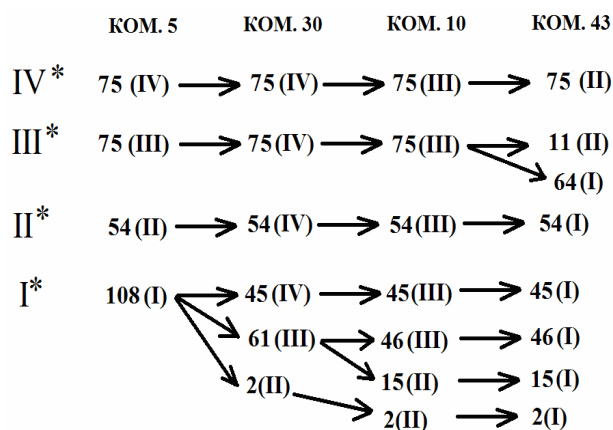 КОМ. 5 КОМ. 30 КОМ. 10 КОМ. 43
IV* 75 (IV) 75 (IV) 75 (III) 75 (II)
III* 75 (III) 75 (IV) 75 (III) 11 (II)
64 (I)
II* 54 (II) 54 (IV) 54 (III) 54 (I)
I* 108 (I) 45 (IV) 45 (III) 45 (I)
61 (III) 46 (III) 46 (I)
2(II) 15(II) 15(I)
2(II) 2(I)